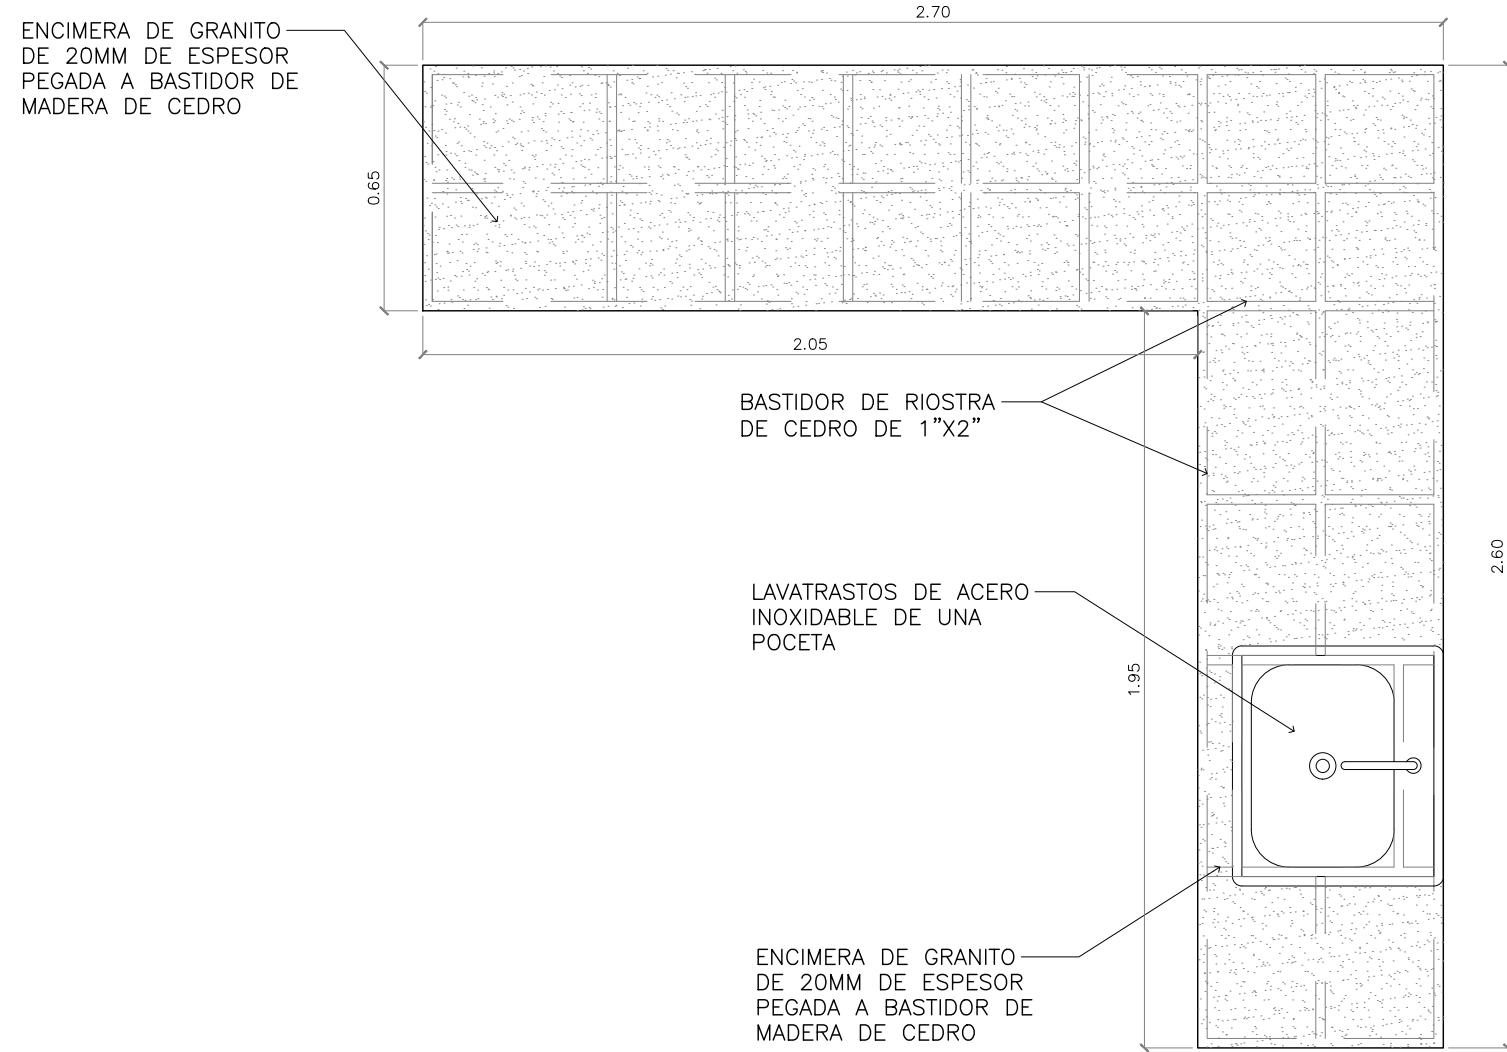 2.70
ENCIMERA DE GRANITO
DE 20MM DE ESPESOR
PEGADA A BASTIDOR DE
MADERA DE CEDRO
0.65
2.05
BASTIDOR DE RIOSTRA
DE CEDRO DE 1”X2”
2.60
LAVATRASTOS DE ACERO
INOXIDABLE DE UNA
POCETA
1.95
ENCIMERA DE GRANITO
DE 20MM DE ESPESOR
PEGADA A BASTIDOR DE
MADERA DE CEDRO